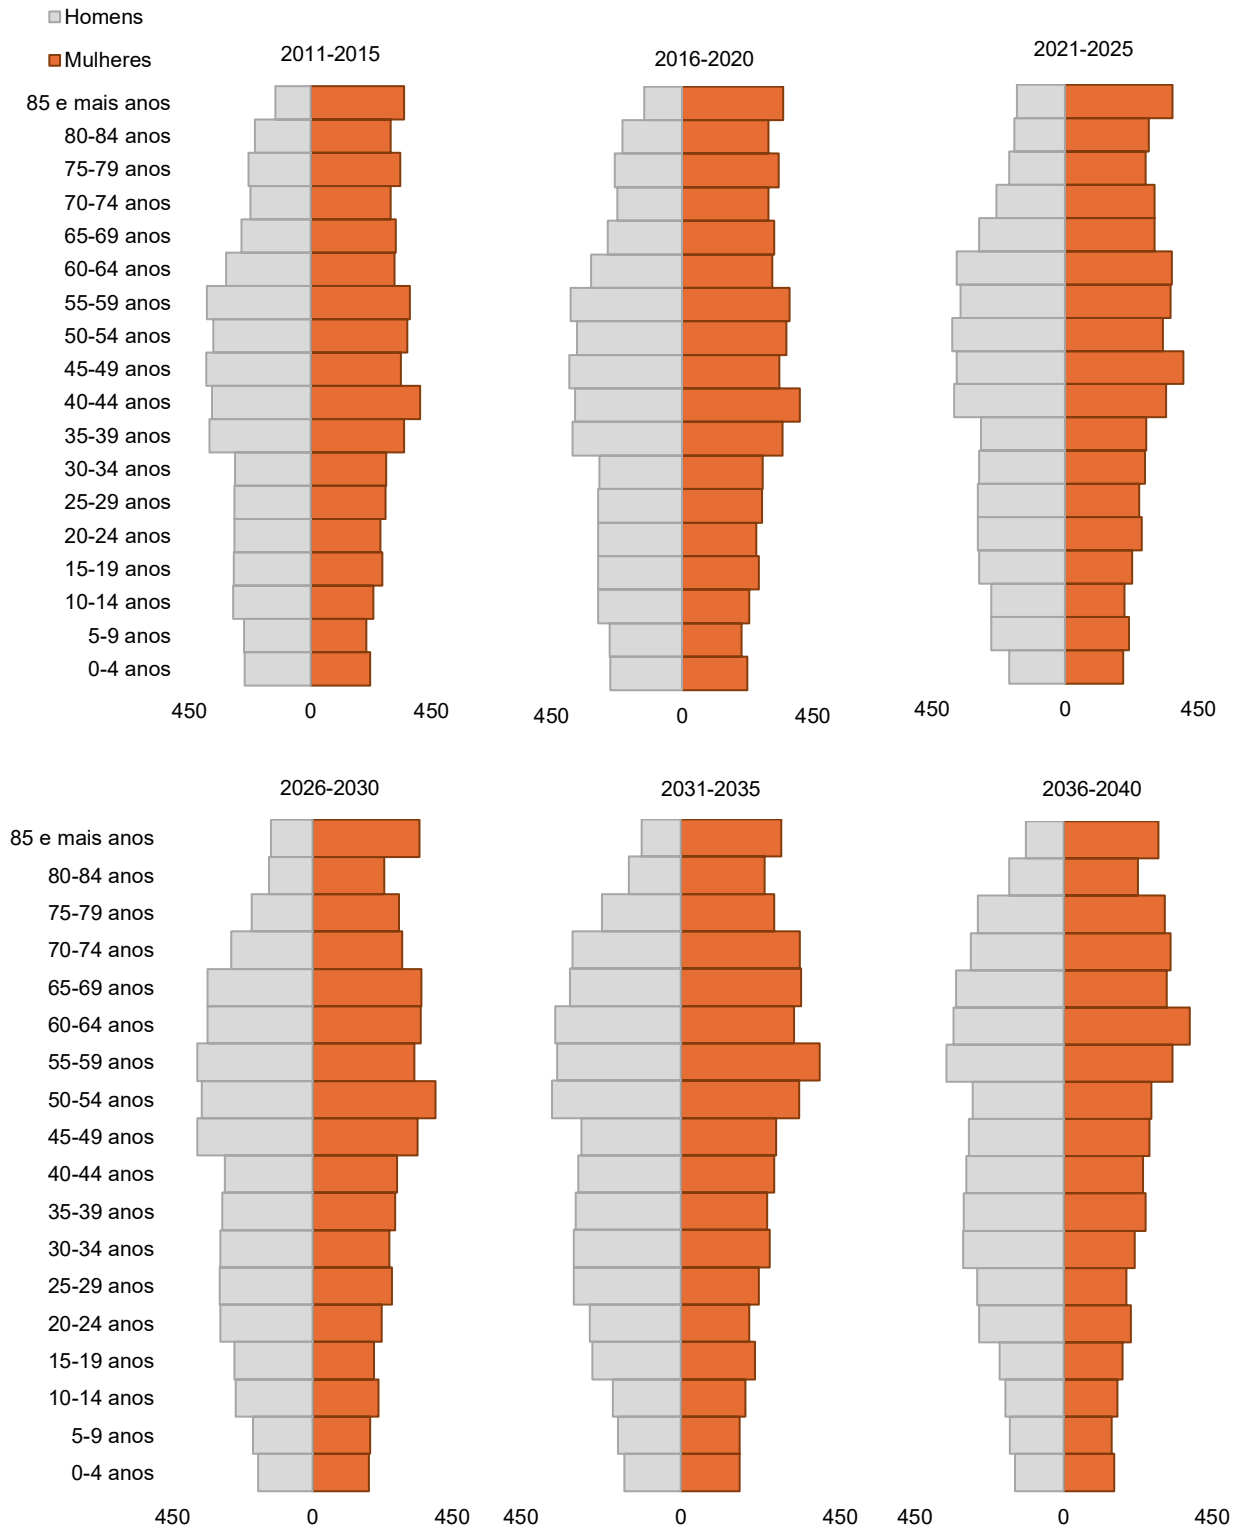 Homens
Mulheres
2011-2015
2016-2020
2021-2025
85 e mais anos
80-84 anos
75-79 anos
70-74 anos
65-69 anos
60-64 anos
55-59 anos
50-54 anos
45-49 anos
40-44 anos
35-39 anos
30-34 anos
25-29 anos
20-24 anos
15-19 anos
10-14 anos
5-9 anos
0-4 anos
450 0 450
450 0 450
450 0 450
2026-2030
2031-2035
2036-2040
85 e mais anos
80-84 anos
75-79 anos
70-74 anos
65-69 anos
60-64 anos
55-59 anos
50-54 anos
45-49 anos
40-44 anos
35-39 anos
30-34 anos
25-29 anos
20-24 anos
15-19 anos
10-14 anos
5-9 anos
0-4 anos
450 0 450
450 0 450
450 0 450